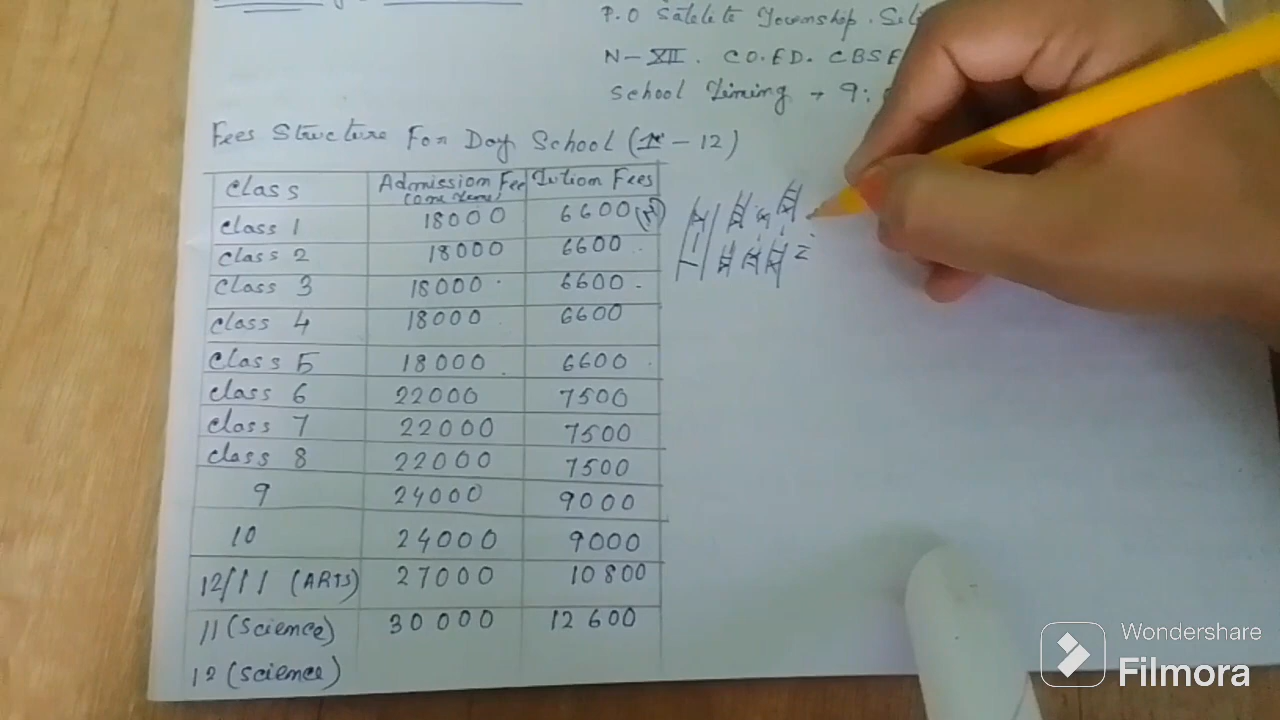 P.O Satelite Township. Sili
N-XII. CO.ED. CBSE
School Timing → 9:
Fees Structure For Day School ( - 12)
Class Admission Fee Tution Fees
(one time)
Class 1 18000 6600
Class 2 18000 6600
Class 3 18000 6600
Class 4 18000 6600
Class 5 18000 6600
Class 6 22000 7500
Class 7 22000 7500
Class 8 22000 7500
9 24000 9000
10 24000 9000
12/11 (ARTS) 27000 10800
11 (Science) 30000 12600
12 (Science)
Wondershare
Filmora